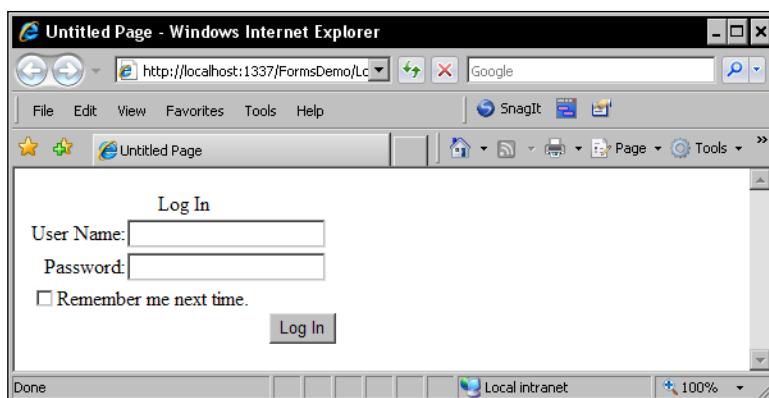 Untitled Page - Windows Internet Explorer
http://localhost:1337/FormsDemo/Lo
Google
File Edit View Favorites Tools Help
SnagIt
Untitled Page
Page
Tools
»
Log In
User Name:
Password:
Remember me next time.
Log In
Done
Local intranet
100%